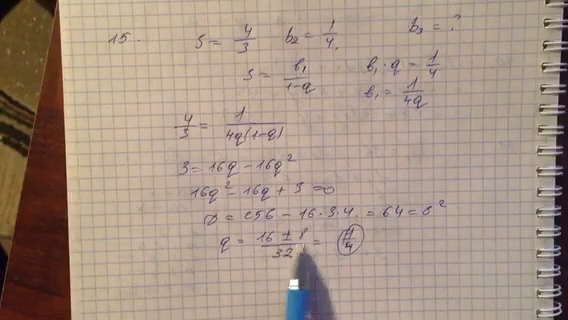 15. S = 4/3 b₂ = 1/4 b₃ = ?
S = b₁/(1-q) b₁ · q = 1/4
b₁ = 1/4q
4/3 = 1/4q(1-q)
3 = 16q - 16q²
16q² - 16q + 3 = 0
D = 256 - 16·3·4 = 64 = 8²
q = (16 ± 8)/32 = 1/4